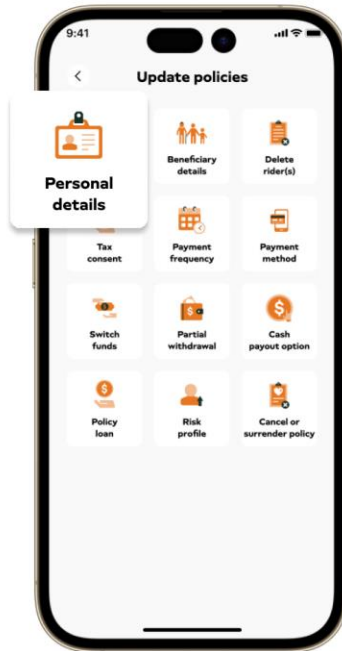 9:41
Update policies
Personal
details
Beneficiary
details
Delete
rider(s)
Tax
consent
Payment
frequency
Payment
method
Switch
funds
Partial
withdrawal
Cash
payout option
Policy
loan
Risk
profile
Cancel or
surrender policy